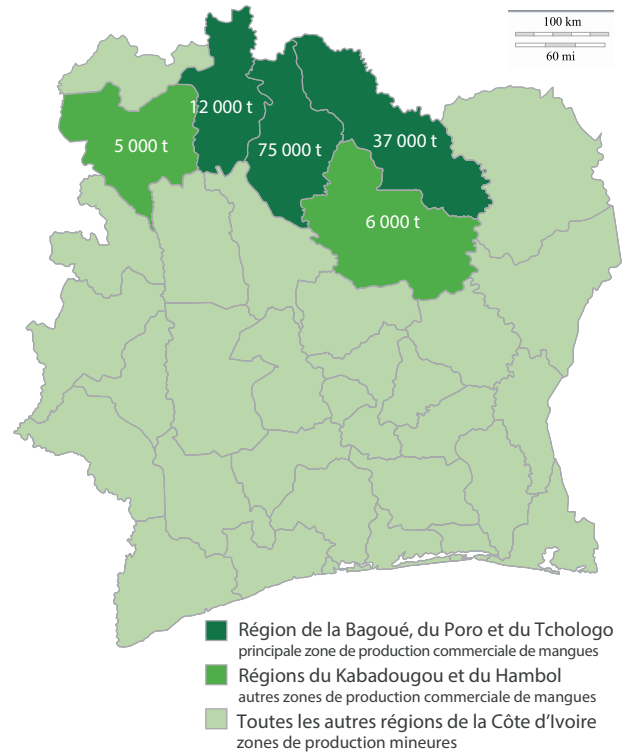 100 km
60 mi
12 000 t
5 000 t
75 000 t
37 000 t
6 000 t
Région de la Bagoué, du Poro et du Tchologo
principale zone de production commerciale de mangues
Régions du Kabadougou et du Hambol
autres zones de production commerciale de mangues
Toutes les autres régions de la Côte d’Ivoire
zones de production mineures